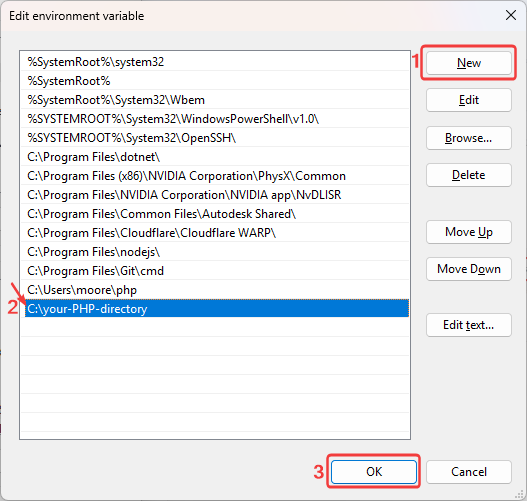 Edit environment variable
%SystemRoot%\system32
%SystemRoot%
%SystemRoot%\System32\Wbem
%SYSTEMROOT%\System32\WindowsPowerShell\v1.0\
%SYSTEMROOT%\System32\OpenSSH\
C:\Program Files\dotnet\
C:\Program Files (x86)\NVIDIA Corporation\PhysX\Common
C:\Program Files\NVIDIA Corporation\NVIDIA app\NvDLISR
C:\Program Files\Common Files\Autodesk Shared\
C:\Program Files\Cloudflare\Cloudflare WARP\
C:\Program Files\nodejs\
C:\Program Files\Git\cmd
C:\Users\moore\php
2 C:\your-PHP-directory
1 New
Edit
Browse...
Delete
Move Up
Move Down
Edit text...
3 OK
Cancel